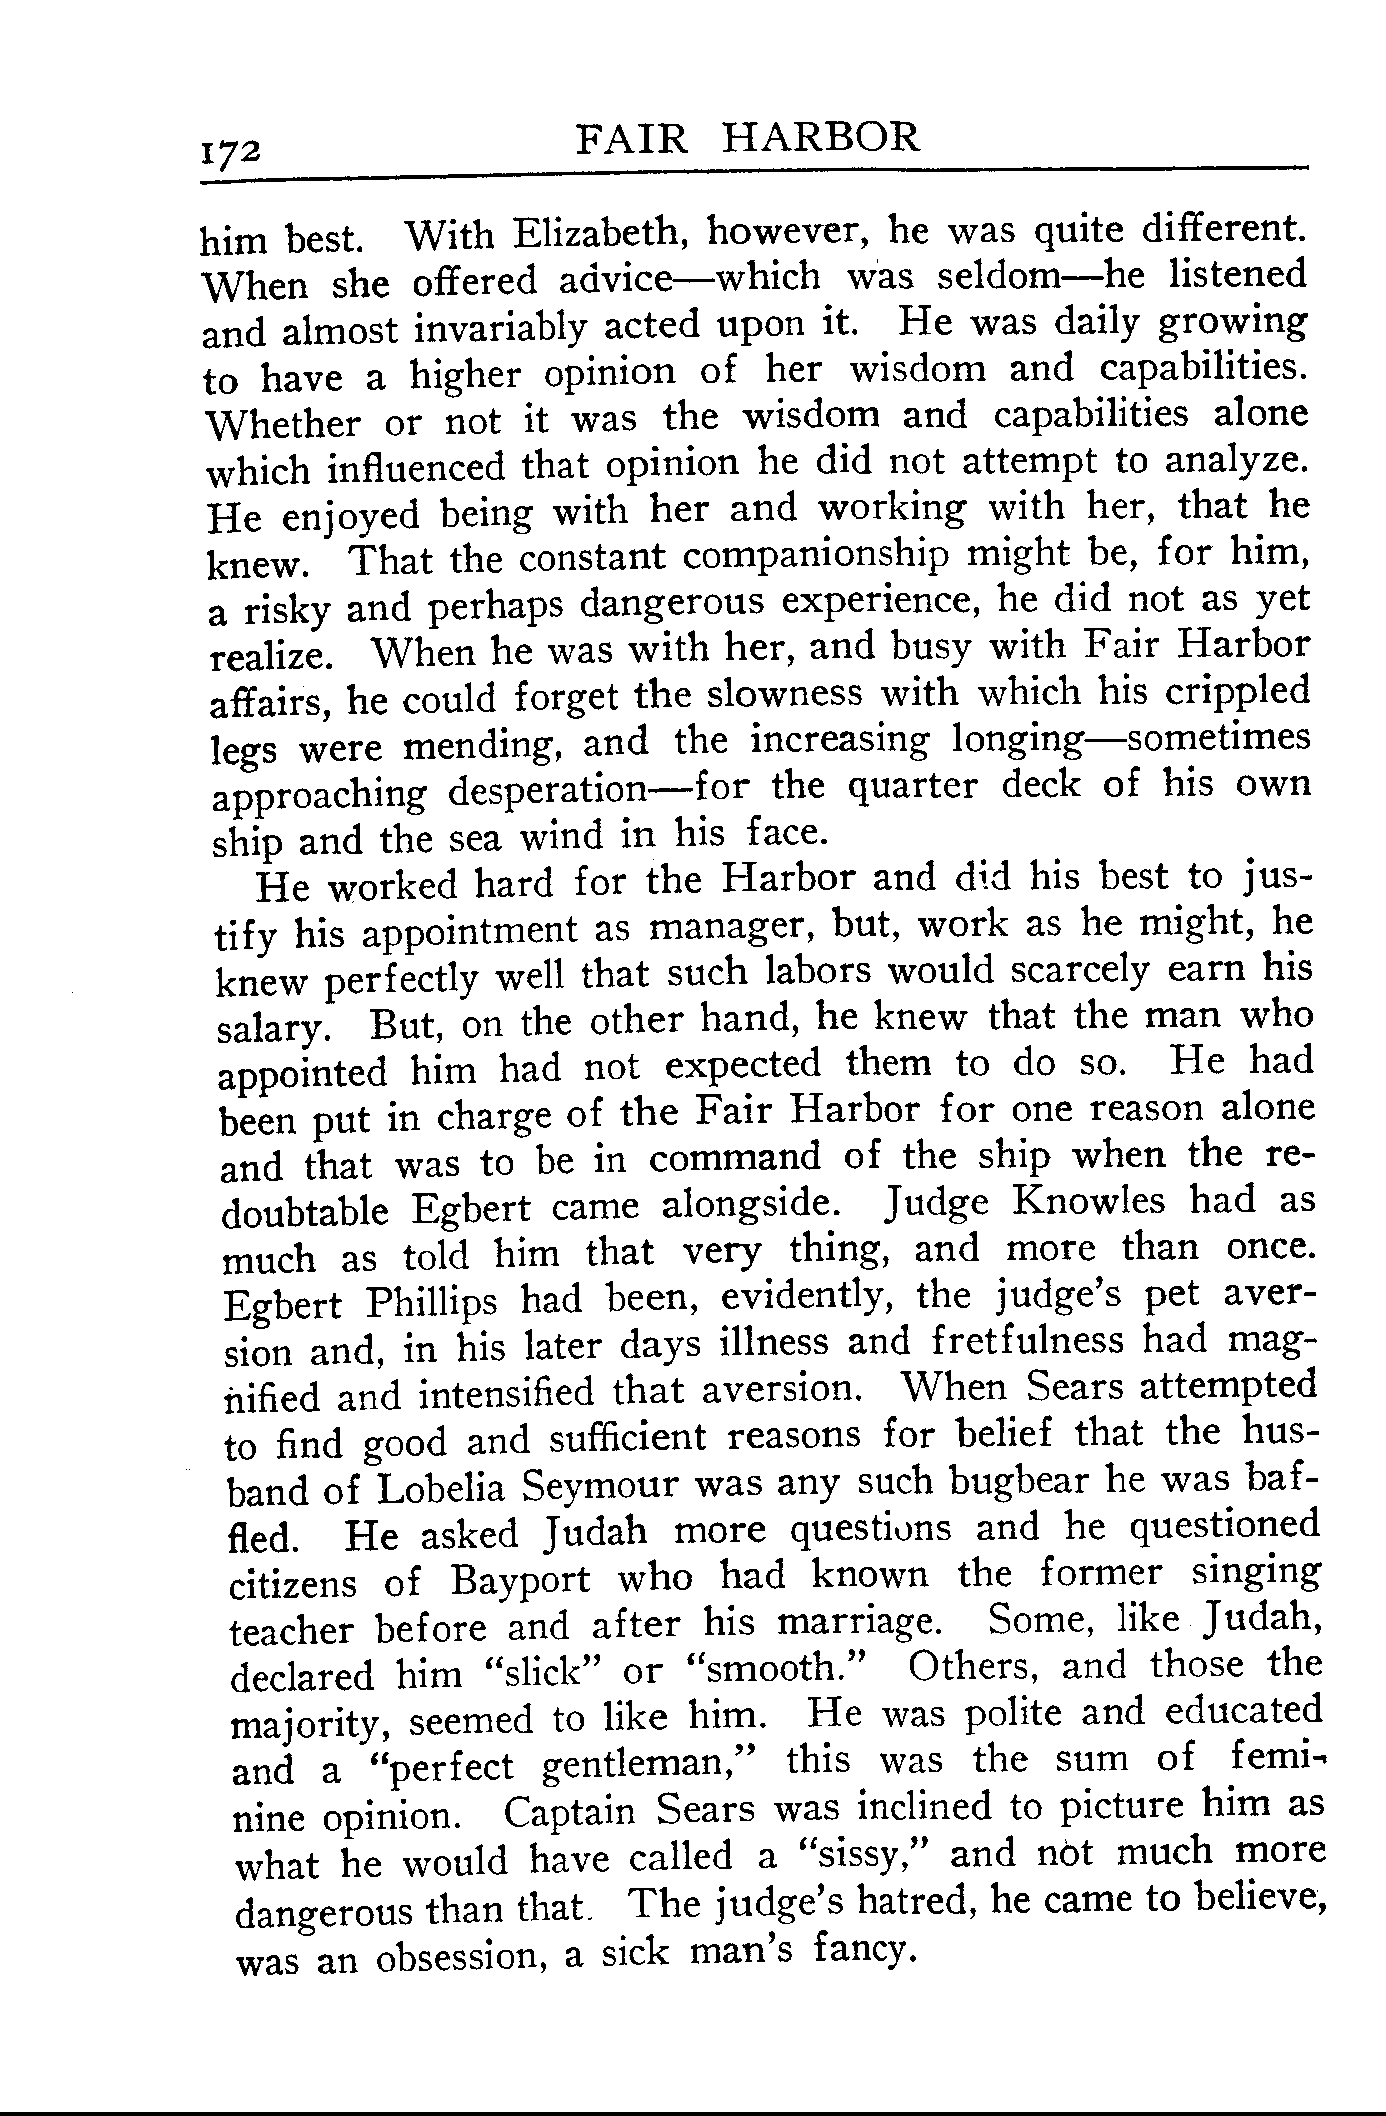 172 FAIR HARBOR
him best. With Elizabeth, however, he was quite different.
When she offered advice—which was seldom—he listened
and almost invariably acted upon it. He was daily growing
to have a higher opinion of her wisdom and capabilities.
Whether or not it was the wisdom and capabilities alone
which influenced that opinion he did not attempt to analyze.
He enjoyed being with her and working with her, that he
knew. That the constant companionship might be, for him,
a risky and perhaps dangerous experience, he did not as yet
realize. When he was with her, and busy with Fair Harbor
affairs, he could forget the slowness with which his crippled
legs were mending, and the increasing longing—sometimes
approaching desperation—for the quarter deck of his own
ship and the sea wind in his face.
He worked hard for the Harbor and did his best to jus-
tify his appointment as manager, but, work as he might, he
knew perfectly well that such labors would scarcely earn his
salary. But, on the other hand, he knew that the man who
appointed him had not expected them to do so. He had
been put in charge of the Fair Harbor for one reason alone
and that was to be in command of the ship when the re-
doubtable Egbert came alongside. Judge Knowles had as
much as told him that very thing, and more than once.
Egbert Phillips had been, evidently, the judge's pet aver-
sion and, in his later days illness and fretfulness had mag-
nified and intensified that aversion. When Sears attempted
to find good and sufficient reasons for belief that the hus-
band of Lobelia Seymour was any such bugbear he was baf-
fled. He asked Judah more questions and he questioned
citizens of Bayport who had known the former singing
teacher before and after his marriage. Some, like Judah,
declared him "slick" or "smooth." Others, and those the
majority, seemed to like him. He was polite and educated
and a "perfect gentleman," this was the sum of femi-
nine opinion. Captain Sears was inclined to picture him as
what he would have called a "sissy," and not much more
dangerous than that. The judge's hatred, he came to believe,
was an obsession, a sick man's fancy.